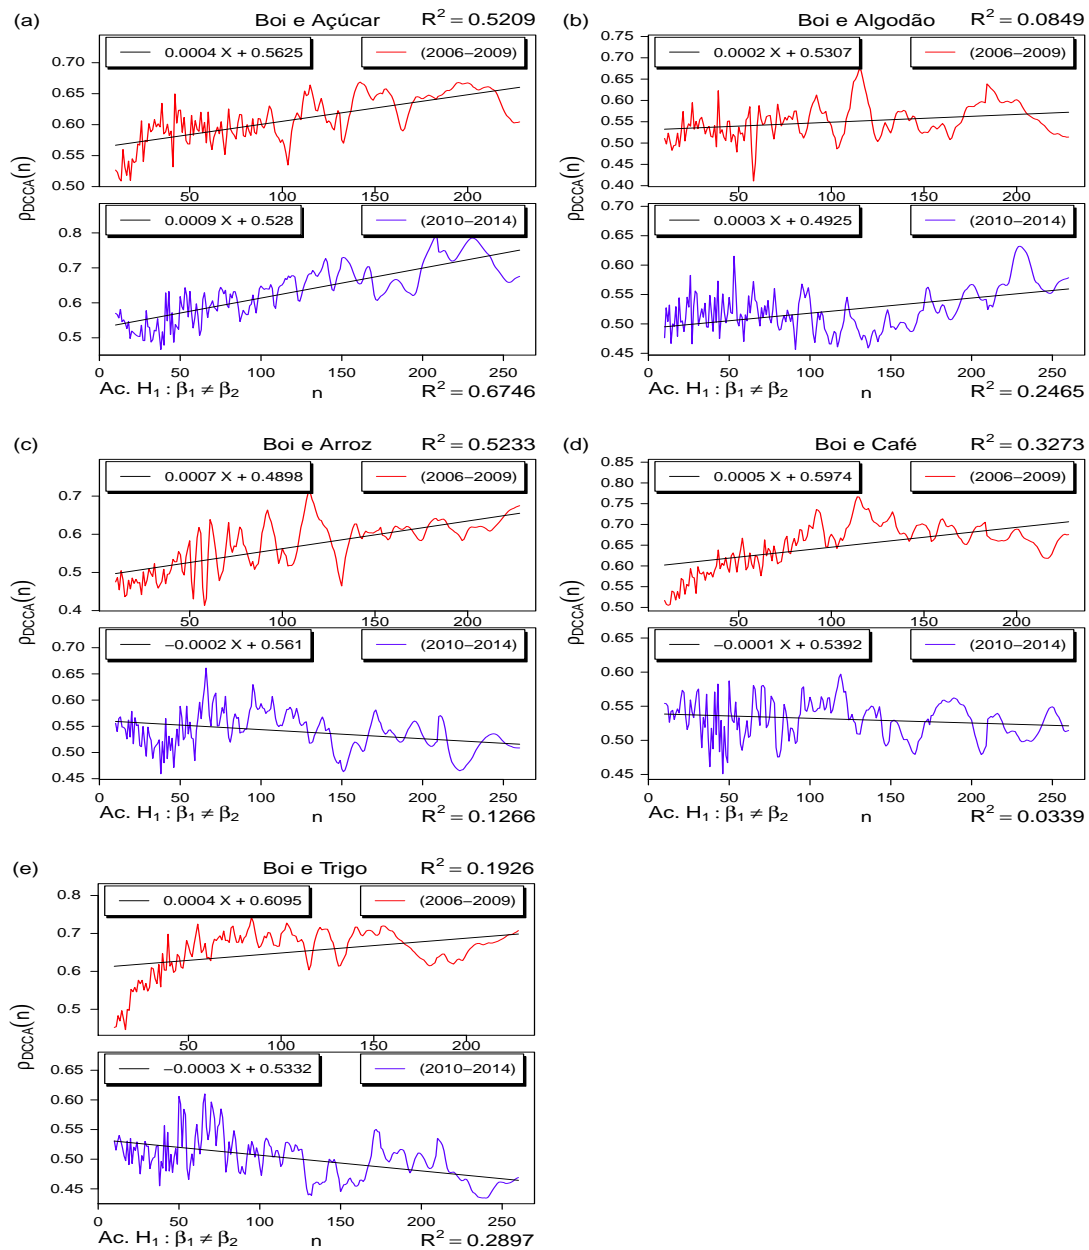 (a) Boi e Açúcar R² = 0.5209
0.0004 X + 0.5625 (2006−2009)
0.70
0.65
0.60
0.55
0.50
50 100 150 200
0.0009 X + 0.528 (2010−2014)
0.8
0.7
0.6
0.5
ρDCCA(n)
0 50 100 150 200 250
Ac. H₁ : β₁ ≠ β₂ n R² = 0.6746
(b) Boi e Algodão R² = 0.0849
0.0002 X + 0.5307 (2006−2009)
0.75
0.70
0.65
0.60
0.55
0.50
0.45
0.40
50 100 150 200
0.0003 X + 0.4925 (2010−2014)
0.70
0.65
0.60
0.55
0.50
0.45
ρDCCA(n)
0 50 100 150 200 250
Ac. H₁ : β₁ ≠ β₂ n R² = 0.2465
(c) Boi e Arroz R² = 0.5233
0.0007 X + 0.4898 (2006−2009)
0.7
0.6
0.5
0.4
50 100 150 200
−0.0002 X + 0.561 (2010−2014)
0.70
0.65
0.60
0.55
0.50
0.45
ρDCCA(n)
0 50 100 150 200 250
Ac. H₁ : β₁ ≠ β₂ n R² = 0.1266
(d) Boi e Café R² = 0.3273
0.0005 X + 0.5974 (2006−2009)
0.85
0.80
0.75
0.70
0.65
0.60
0.55
0.50
50 100 150 200
−0.0001 X + 0.5392 (2010−2014)
0.65
0.60
0.55
0.50
0.45
ρDCCA(n)
0 50 100 150 200 250
Ac. H₁ : β₁ ≠ β₂ n R² = 0.0339
(e) Boi e Trigo R² = 0.1926
0.0004 X + 0.6095 (2006−2009)
0.8
0.7
0.6
0.5
50 100 150 200
−0.0003 X + 0.5332 (2010−2014)
0.65
0.60
0.55
0.50
0.45
ρDCCA(n)
0 50 100 150 200 250
Ac. H₁ : β₁ ≠ β₂ n R² = 0.2897